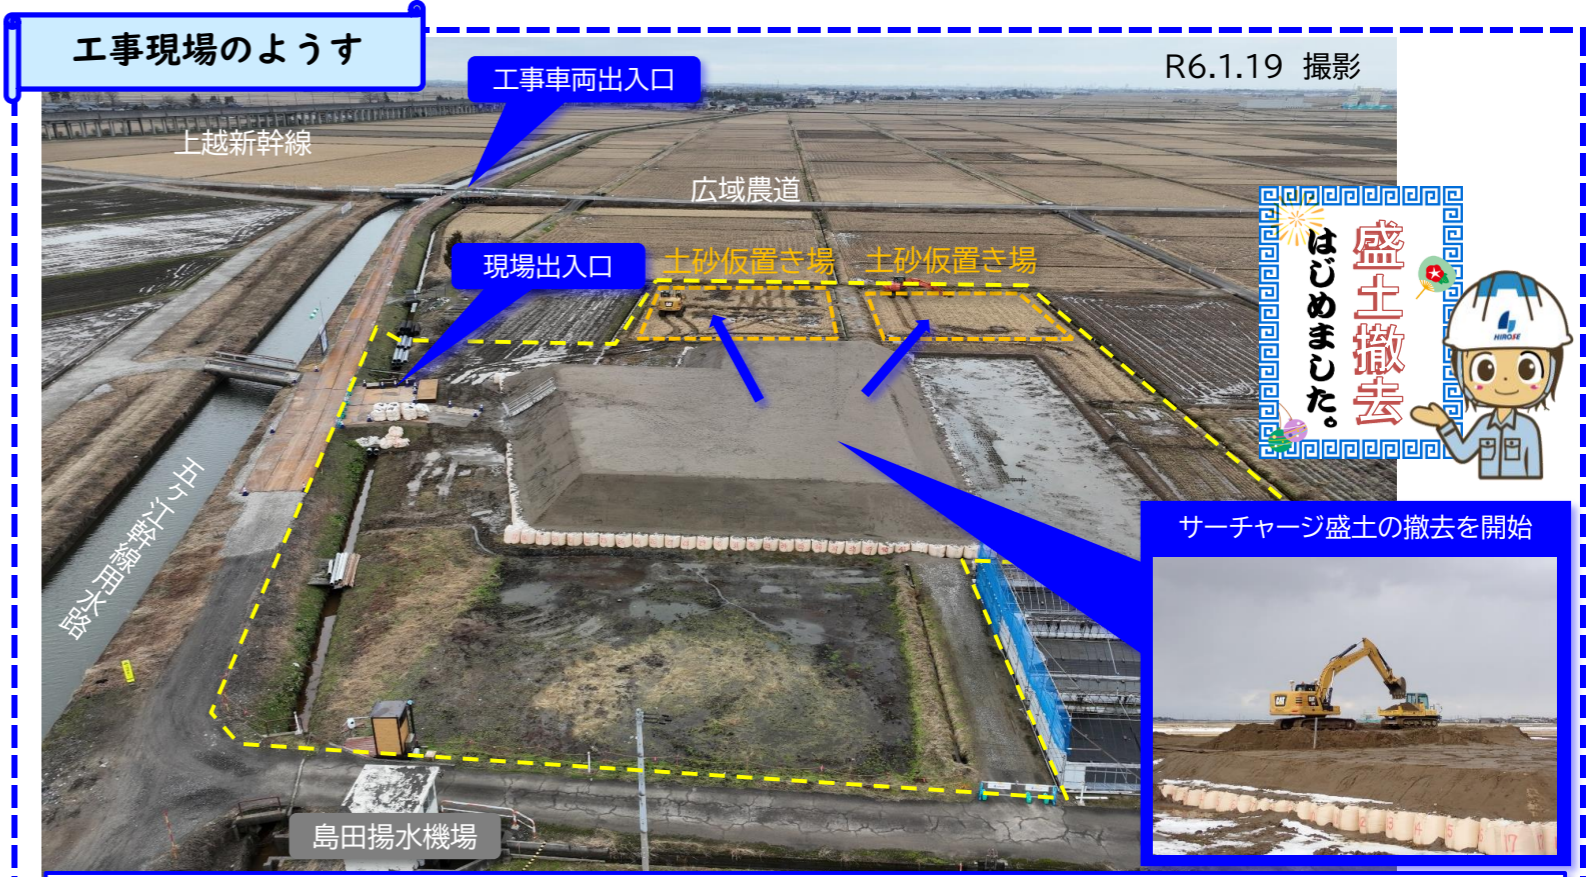 工事現場のようす
R6.1.19 撮影
工事車両出入口
上越新幹線
広域農道
現場出入口
土砂仮置き場
土砂仮置き場
盛土撤去
はじめました。
HIROSE
五ケ江幹線用水路
サーチャージ盛土の撤去を開始
CAT
島田揚水機場